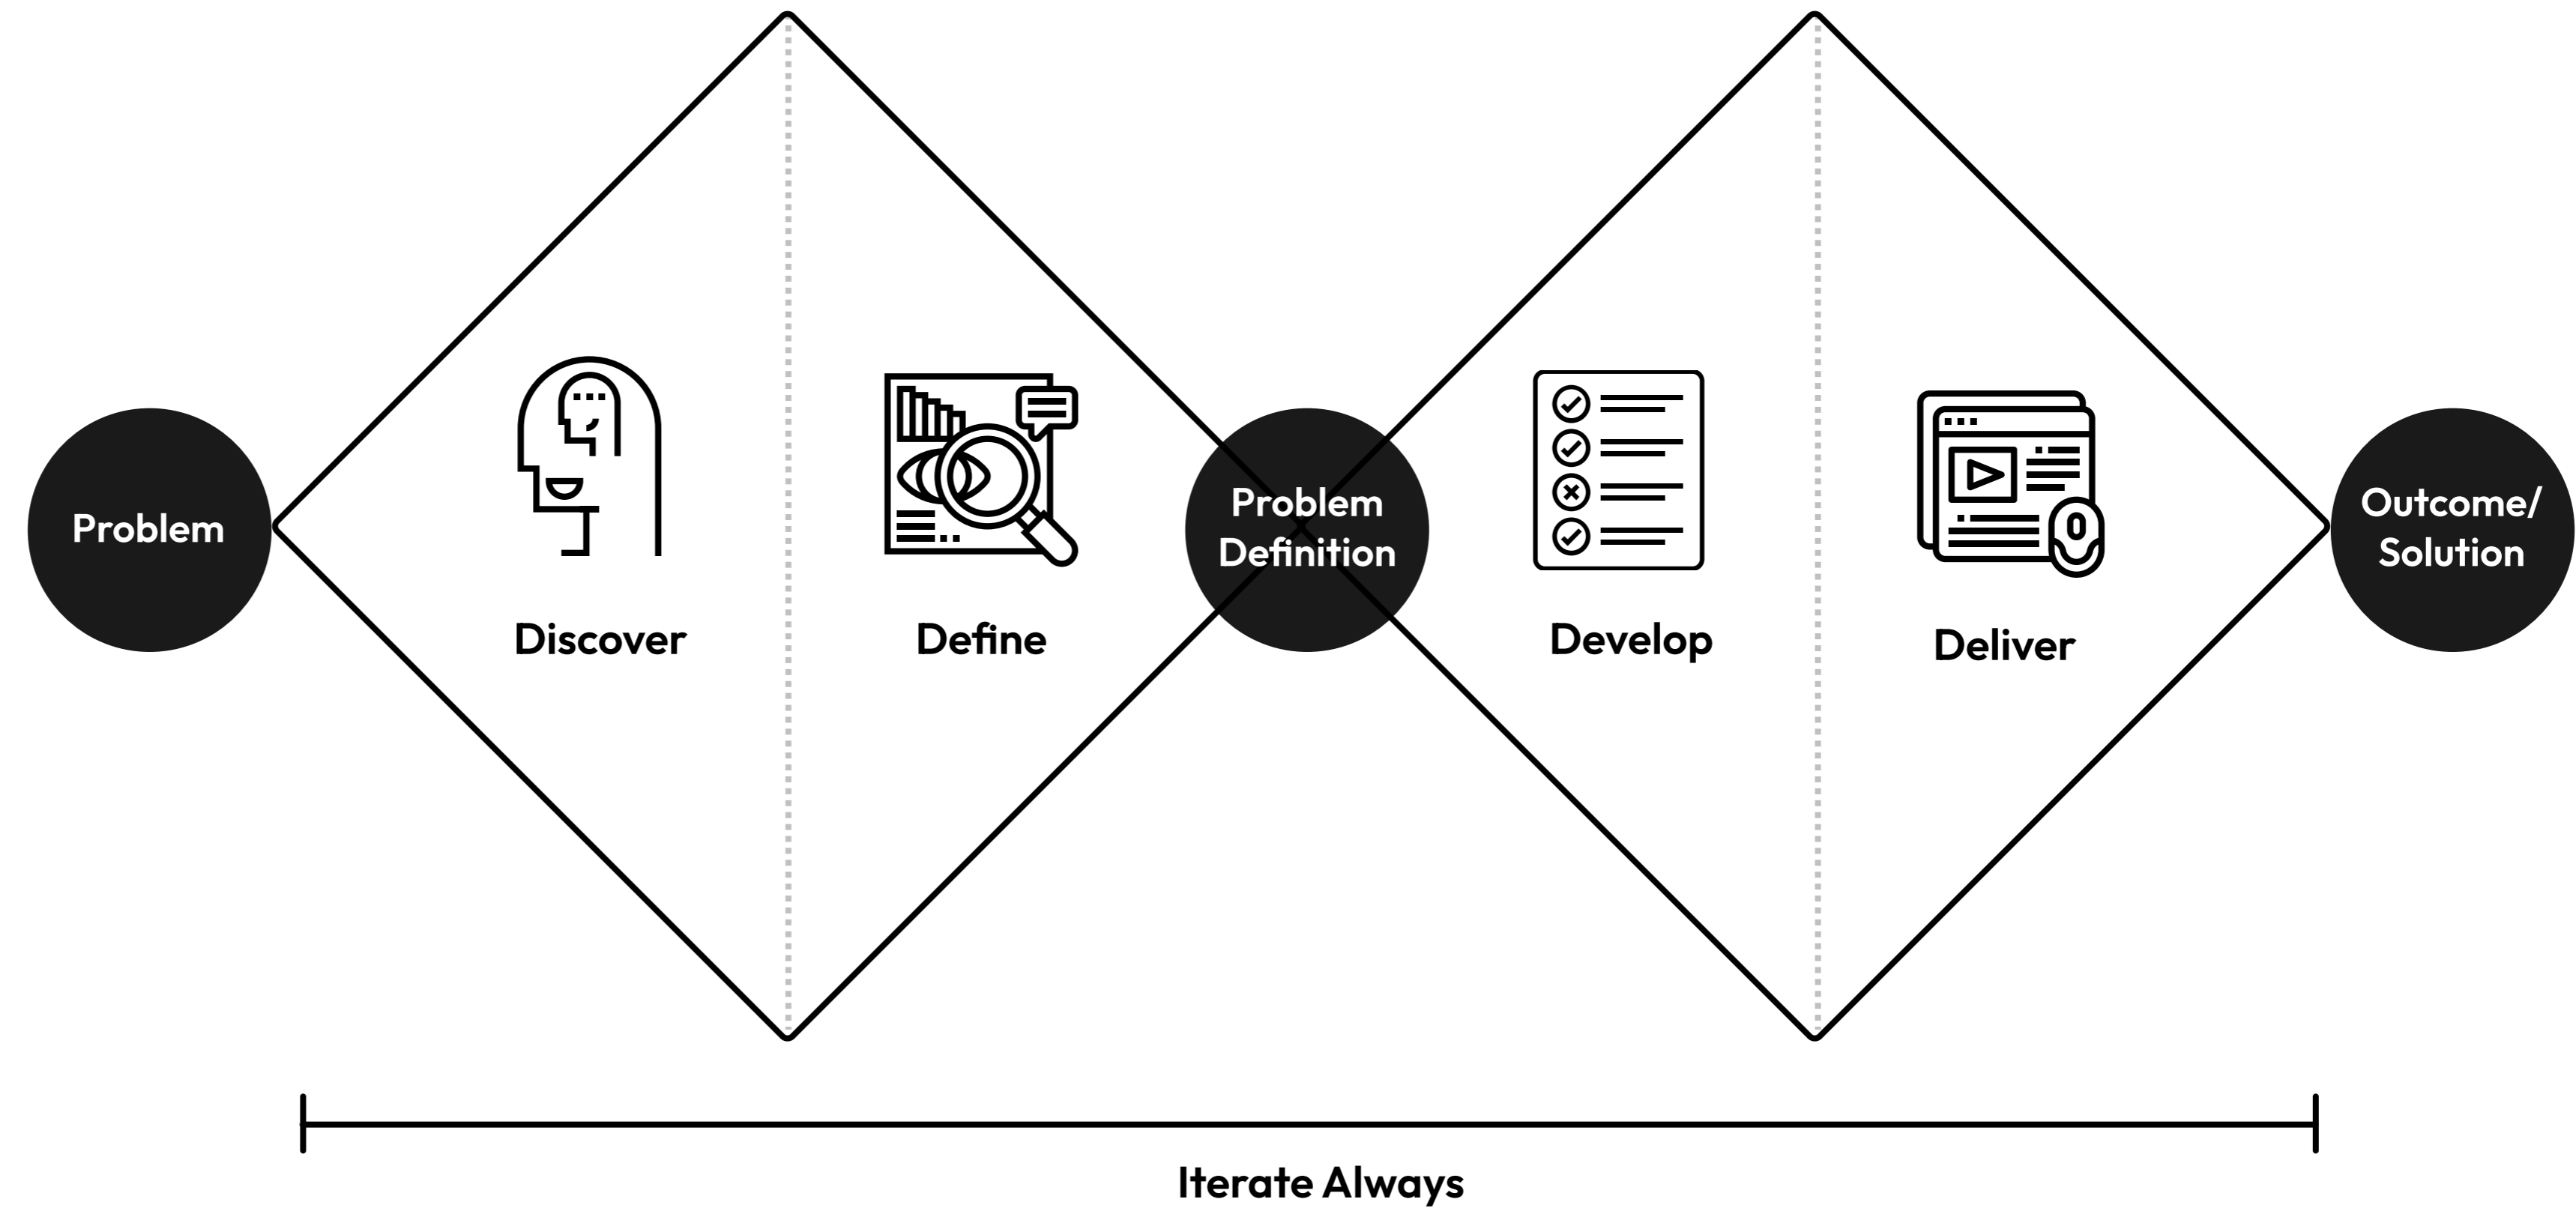 Problem
Discover
Define
Problem
Definition
Develop
Deliver
Outcome/
Solution
Iterate Always